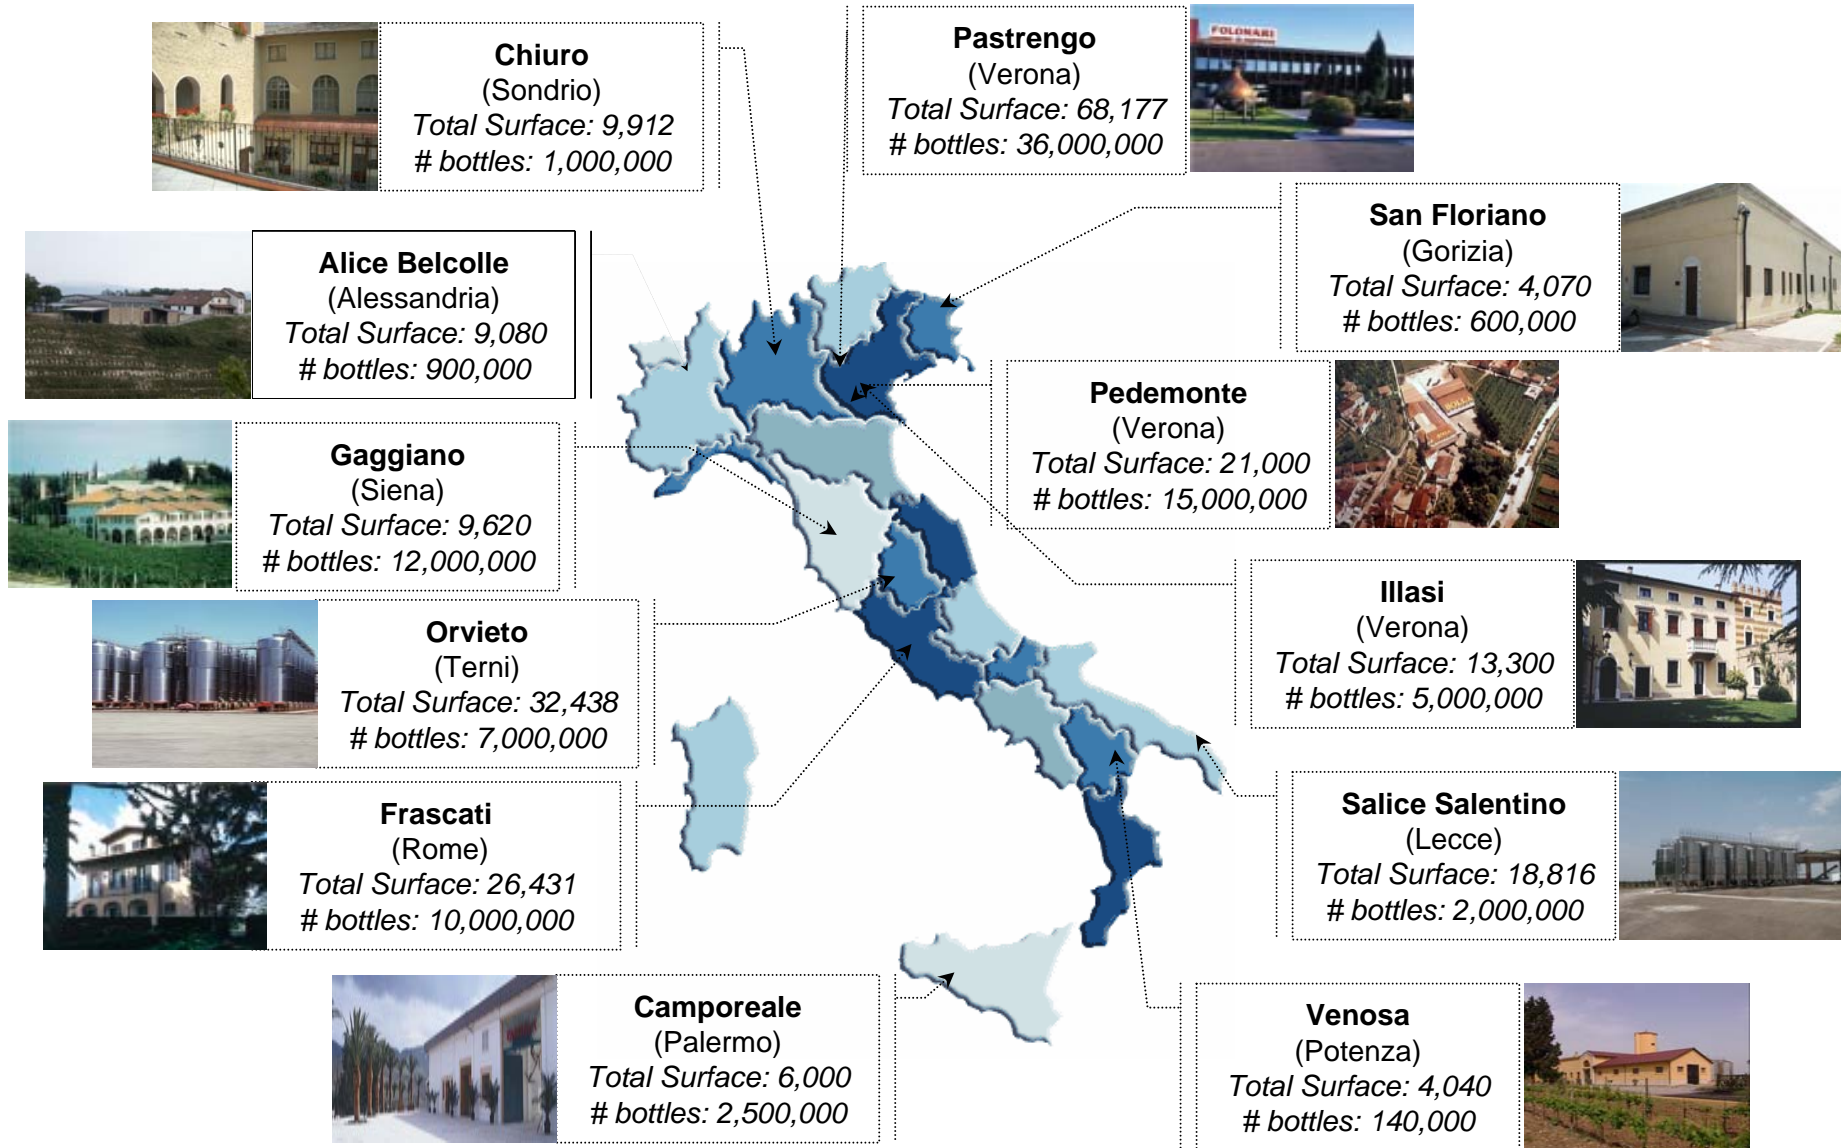 Chiuro
(Sondrio)
Total Surface: 9,912
# bottles: 1,000,000
Pastrengo
(Verona)
Total Surface: 68,177
# bottles: 36,000,000
FOLONARI
San Floriano
(Gorizia)
Total Surface: 4,070
# bottles: 600,000
Alice Belcolle
(Alessandria)
Total Surface: 9,080
# bottles: 900,000
Pedemonte
(Verona)
Total Surface: 21,000
# bottles: 15,000,000
BOLLA
Gaggiano
(Siena)
Total Surface: 9,620
# bottles: 12,000,000
Illasi
(Verona)
Total Surface: 13,300
# bottles: 5,000,000
Orvieto
(Terni)
Total Surface: 32,438
# bottles: 7,000,000
Salice Salentino
(Lecce)
Total Surface: 18,816
# bottles: 2,000,000
Frascati
(Rome)
Total Surface: 26,431
# bottles: 10,000,000
Camporeale
(Palermo)
Total Surface: 6,000
# bottles: 2,500,000
Venosa
(Potenza)
Total Surface: 4,040
# bottles: 140,000